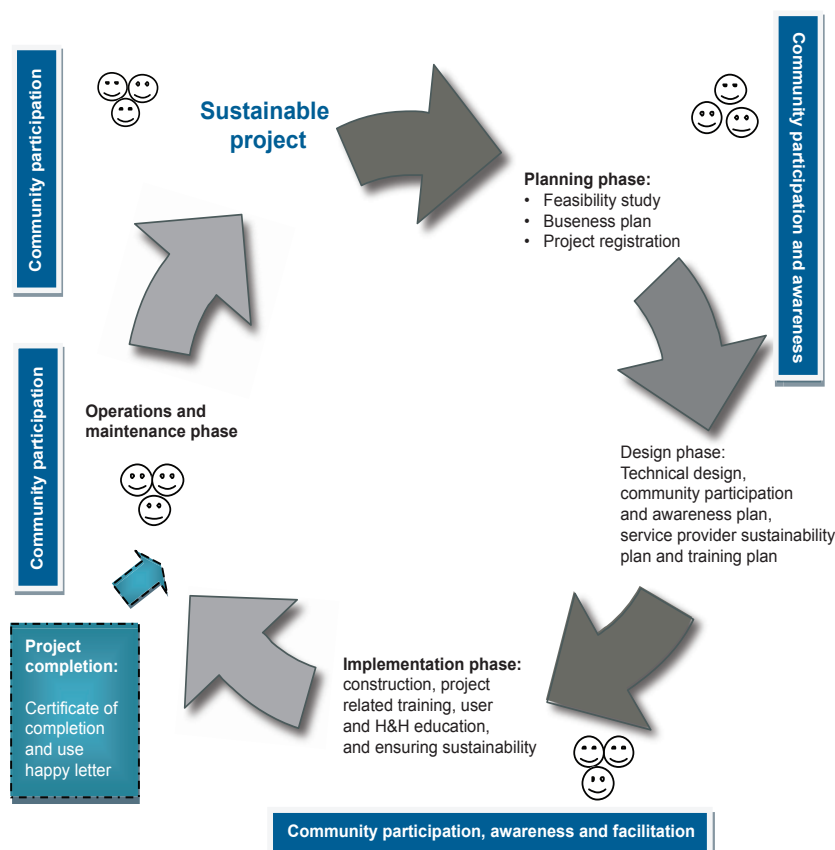 Community participation
Sustainable
project
Community participation and awareness
Planning phase:
• Feasibility study
• Buseness plan
• Project registration
Design phase:
Technical design,
community participation
and awareness plan,
service provider sustainability
plan and training plan
Implementation phase:
construction, project
related training, user
and H&H education,
and ensuring sustainability
Community participation, awareness and facilitation
Project
completion:
Certificate of
completion
and use
happy letter
Community participation
Operations and
maintenance phase